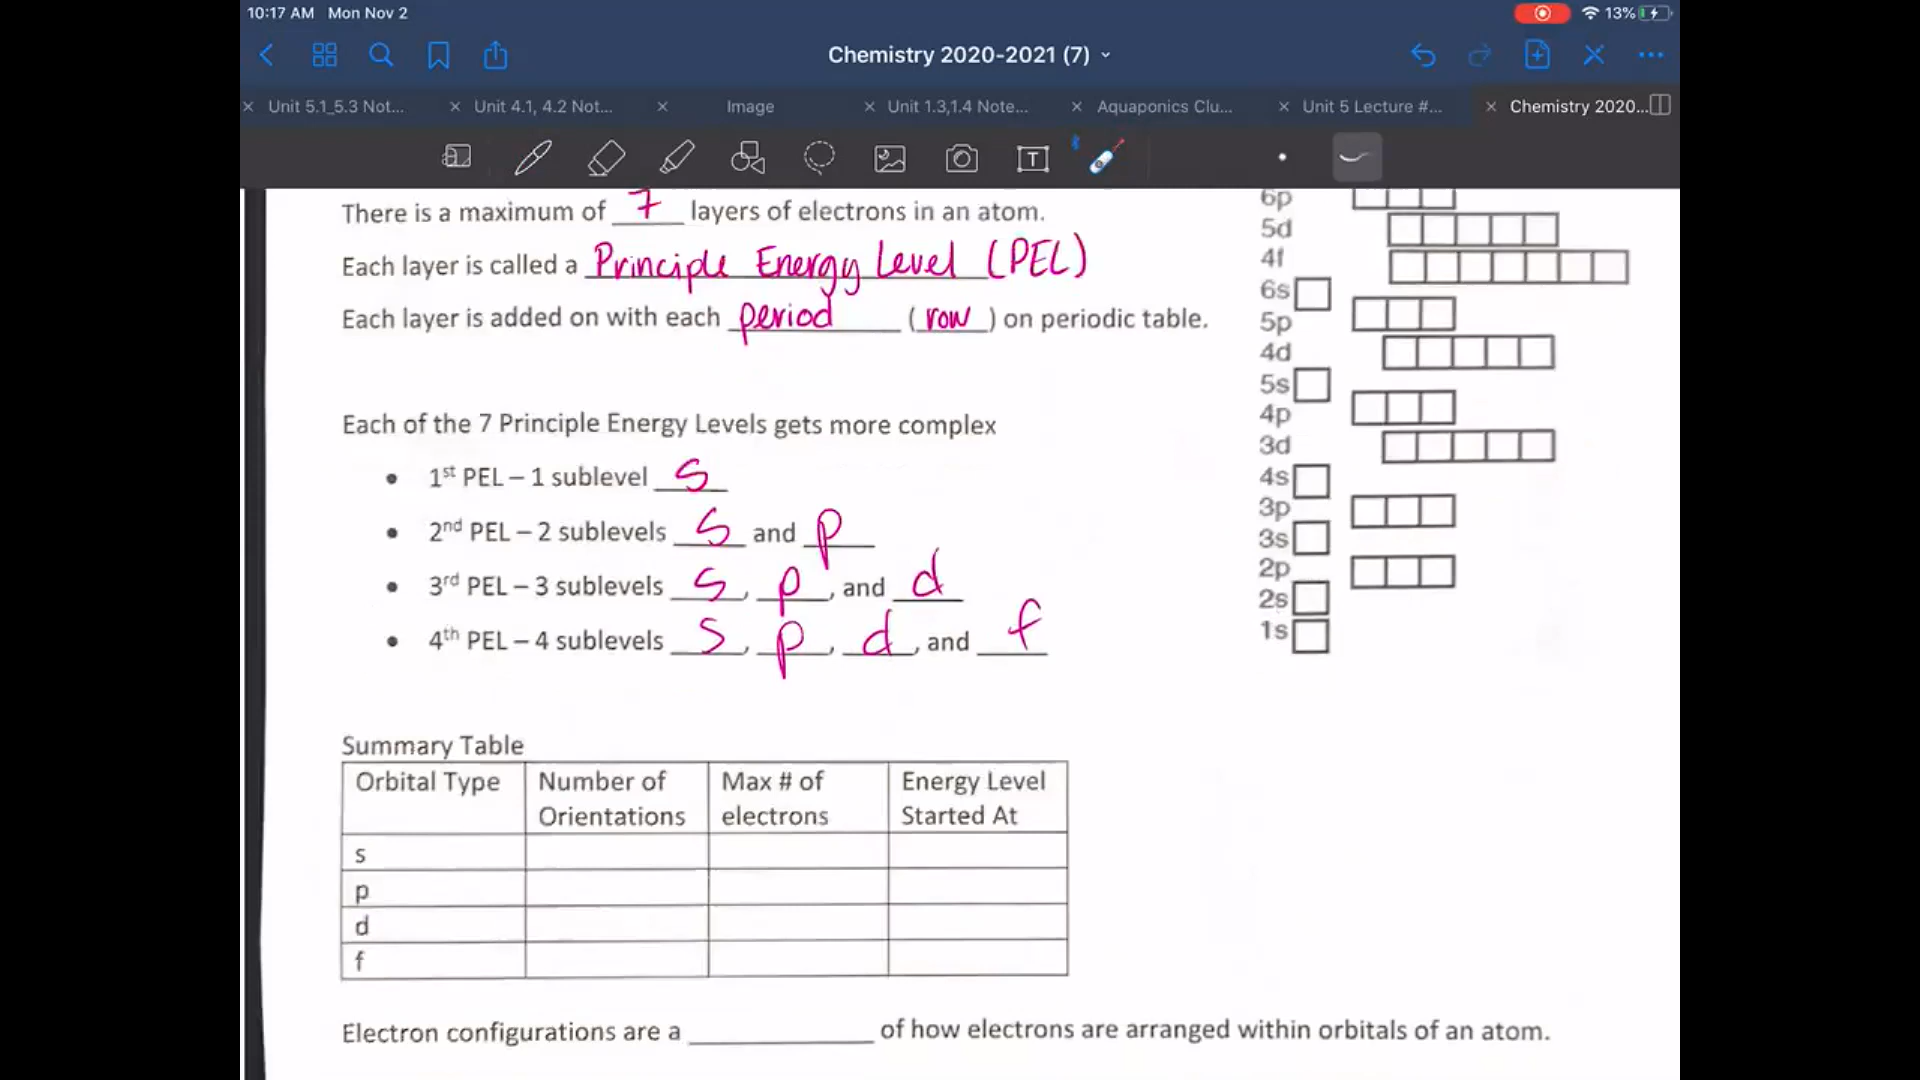 10:17 AM Mon Nov 2
13%
Chemistry 2020-2021 (7)
Unit 5.1_5.3 Not...
Unit 4.1, 4.2 Not...
Image
Unit 1.3,1.4 Note...
Aquaponics Clu...
Unit 5 Lecture #...
Chemistry 2020...
There is a maximum of 7 layers of electrons in an atom.
Each layer is called a Principle Energy Level (PEL)
Each layer is added on with each period (row) on periodic table.
Each of the 7 Principle Energy Levels gets more complex
• 1st PEL – 1 sublevel s
• 2nd PEL – 2 sublevels s and p
• 3rd PEL – 3 sublevels s, p, and d
• 4th PEL – 4 sublevels s, p, d, and f
6p
5d
4f
6s
5p
4d
5s
4p
3d
4s
3p
3s
2p
2s
1s
Summary Table
Orbital Type
Number of Orientations
Max # of electrons
Energy Level Started At
s
p
d
f
Electron configurations are a __________ of how electrons are arranged within orbitals of an atom.